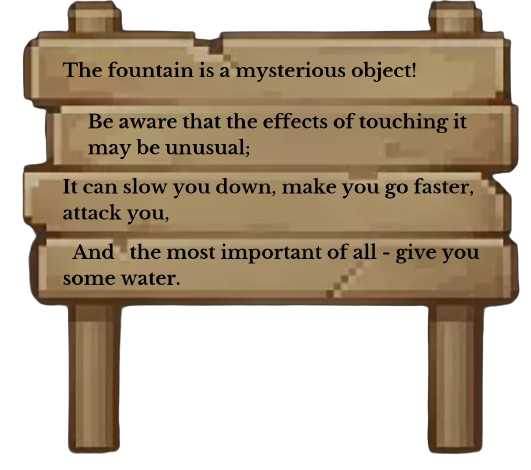 The fountain is a mysterious object!
Be aware that the effects of touching it
may be unusual;
It can slow you down, make you go faster,
attack you,
And the most important of all - give you
some water.